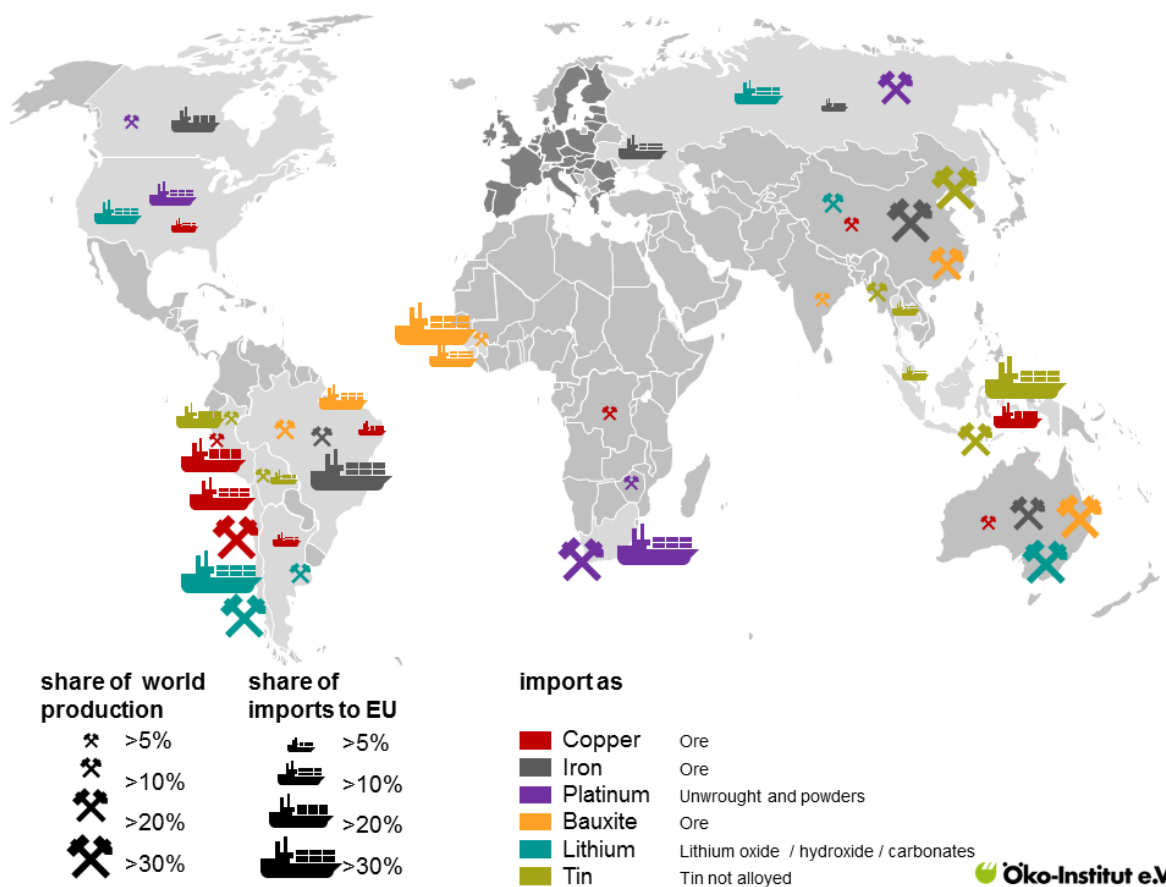 share of world
production
>5%
>10%
>20%
>30%
share of
imports to EU
>5%
>10%
>20%
>30%
import as
Copper Ore
Iron Ore
Platinum Unwrought and powders
Bauxite Ore
Lithium Lithium oxide / hydroxide / carbonates
Tin Tin not alloyed
Öko-Institut e.V